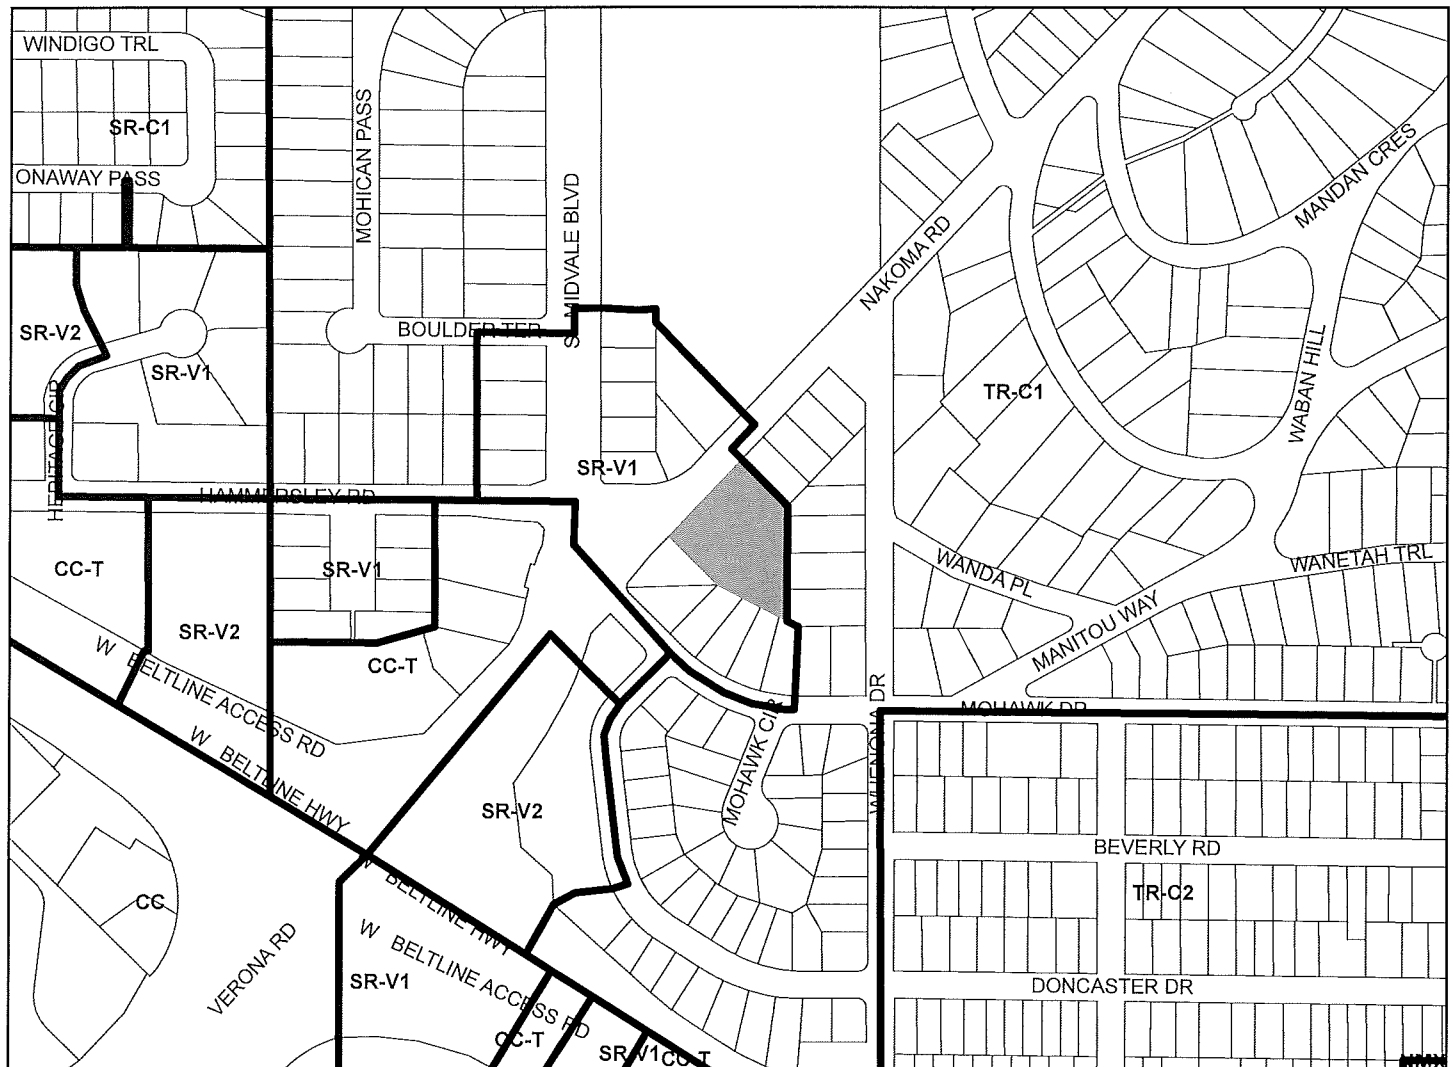 WINDIGO TRL
SR-C1
ONAWAY PASS
MOHICAN PASS
S MIDVALE BLVD
NAKOMA RD
MANDAN CRES
SR-V2
SR-V1
BOULDER TER
HERITAGE CIR
TR-C1
WABAN HILL
SR-V1
HAMMERSLEY RD
CC-T
SR-V1
SR-V2
CC-T
WANDA PL
WANETAH TRL
MANITOU WAY
W BELTLINE ACCESS RD
W BELTLINE HWY
MOHAWK DR
WHENONA DR
MOHAWK CIR
SR-V2
BEVERLY RD
TR-C2
CC
W BELTLINE HWY
VERONA RD
W BELTLINE ACCESS RD
SR-V1
DONCASTER DR
CC-T
SR-V1
CC-T